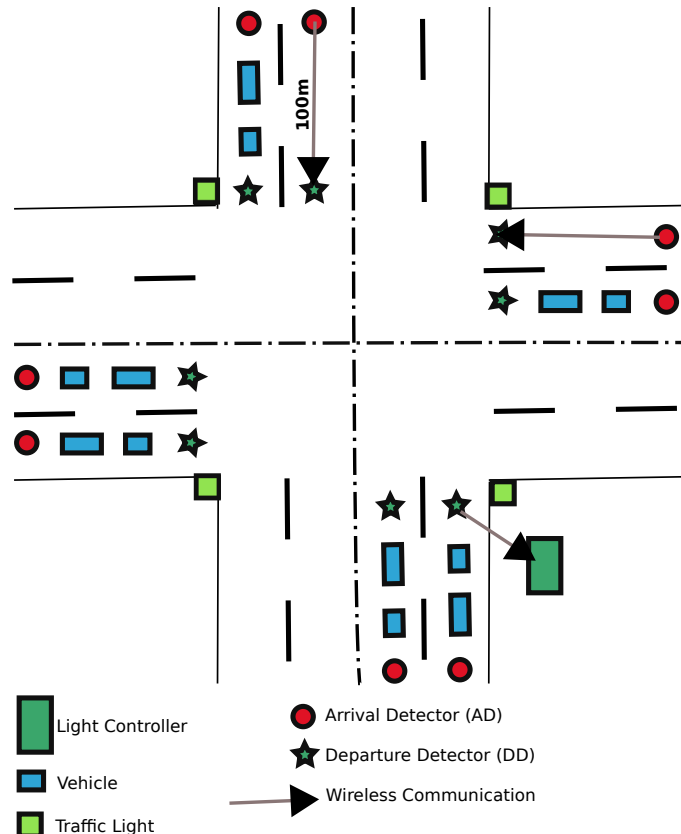 100m
Light Controller
Vehicle
Traffic Light
Arrival Detector (AD)
Departure Detector (DD)
Wireless Communication